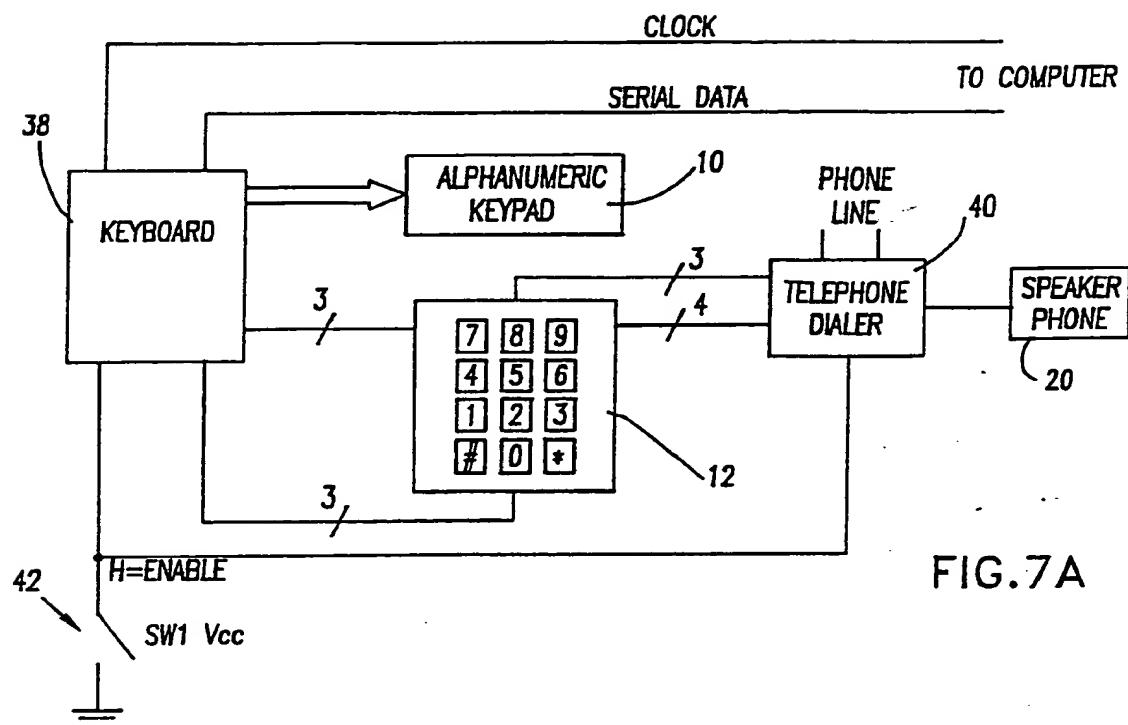 CLOCK
TO COMPUTER
SERIAL DATA
38
ALPHANUMERIC
KEYPAD
10
PHONE
LINE
40
KEYBOARD
3
3
4
TELEPHONE
DIALER
SPEAKER
PHONE
20
7 8 9
4 5 6
1 2 3
# 0 *
12
3
H=ENABLE
42
SW1 Vcc
FIG.7A